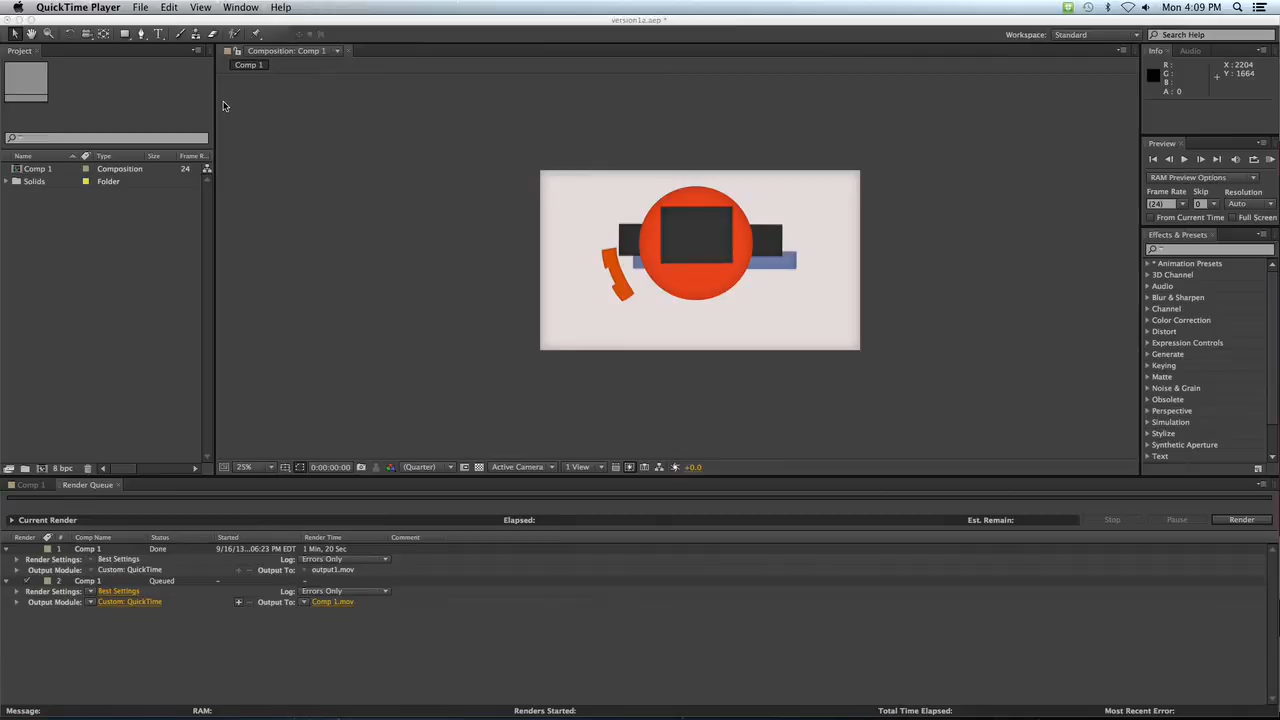 QuickTime Player File Edit View Window Help Mon 4:09 PM
version1a.aep *
Workspace: Standard Search Help
Project Composition: Comp 1 Info Audio
Comp 1
R: X: 2204
G: Y: 1664
B:
A: 0
Preview
RAM Preview Options
Frame Rate Skip Resolution
(24) 0 Auto
From Current Time Full Screen
Name Type Size Frame R...
Comp 1 Composition 24
Solids Folder
Effects & Presets
* Animation Presets
3D Channel
Audio
Blur & Sharpen
Channel
Color Correction
Distort
Expression Controls
Generate
Keying
Matte
Noise & Grain
Obsolete
Perspective
Simulation
Stylize
Synthetic Aperture
Text
8 bpc 25% 0:00:00:00 (Quarter) Active Camera 1 View +0.0
Comp 1 Render Queue
Current Render Elapsed: Est. Remain: Stop Pause Render
Render # Comp Name Status Started Render Time Comment
1 Comp 1 Done 9/16/13...06:23 PM EDT 1 Min, 20 Sec
Render Settings: Best Settings Log: Errors Only
Output Module: Custom: QuickTime Output To: output1.mov
2 Comp 1 Queued -
Render Settings: Best Settings Log: Errors Only
Output Module: Custom: QuickTime Output To: Comp 1.mov
Message: RAM: Renders Started: Total Time Elapsed: Most Recent Error: